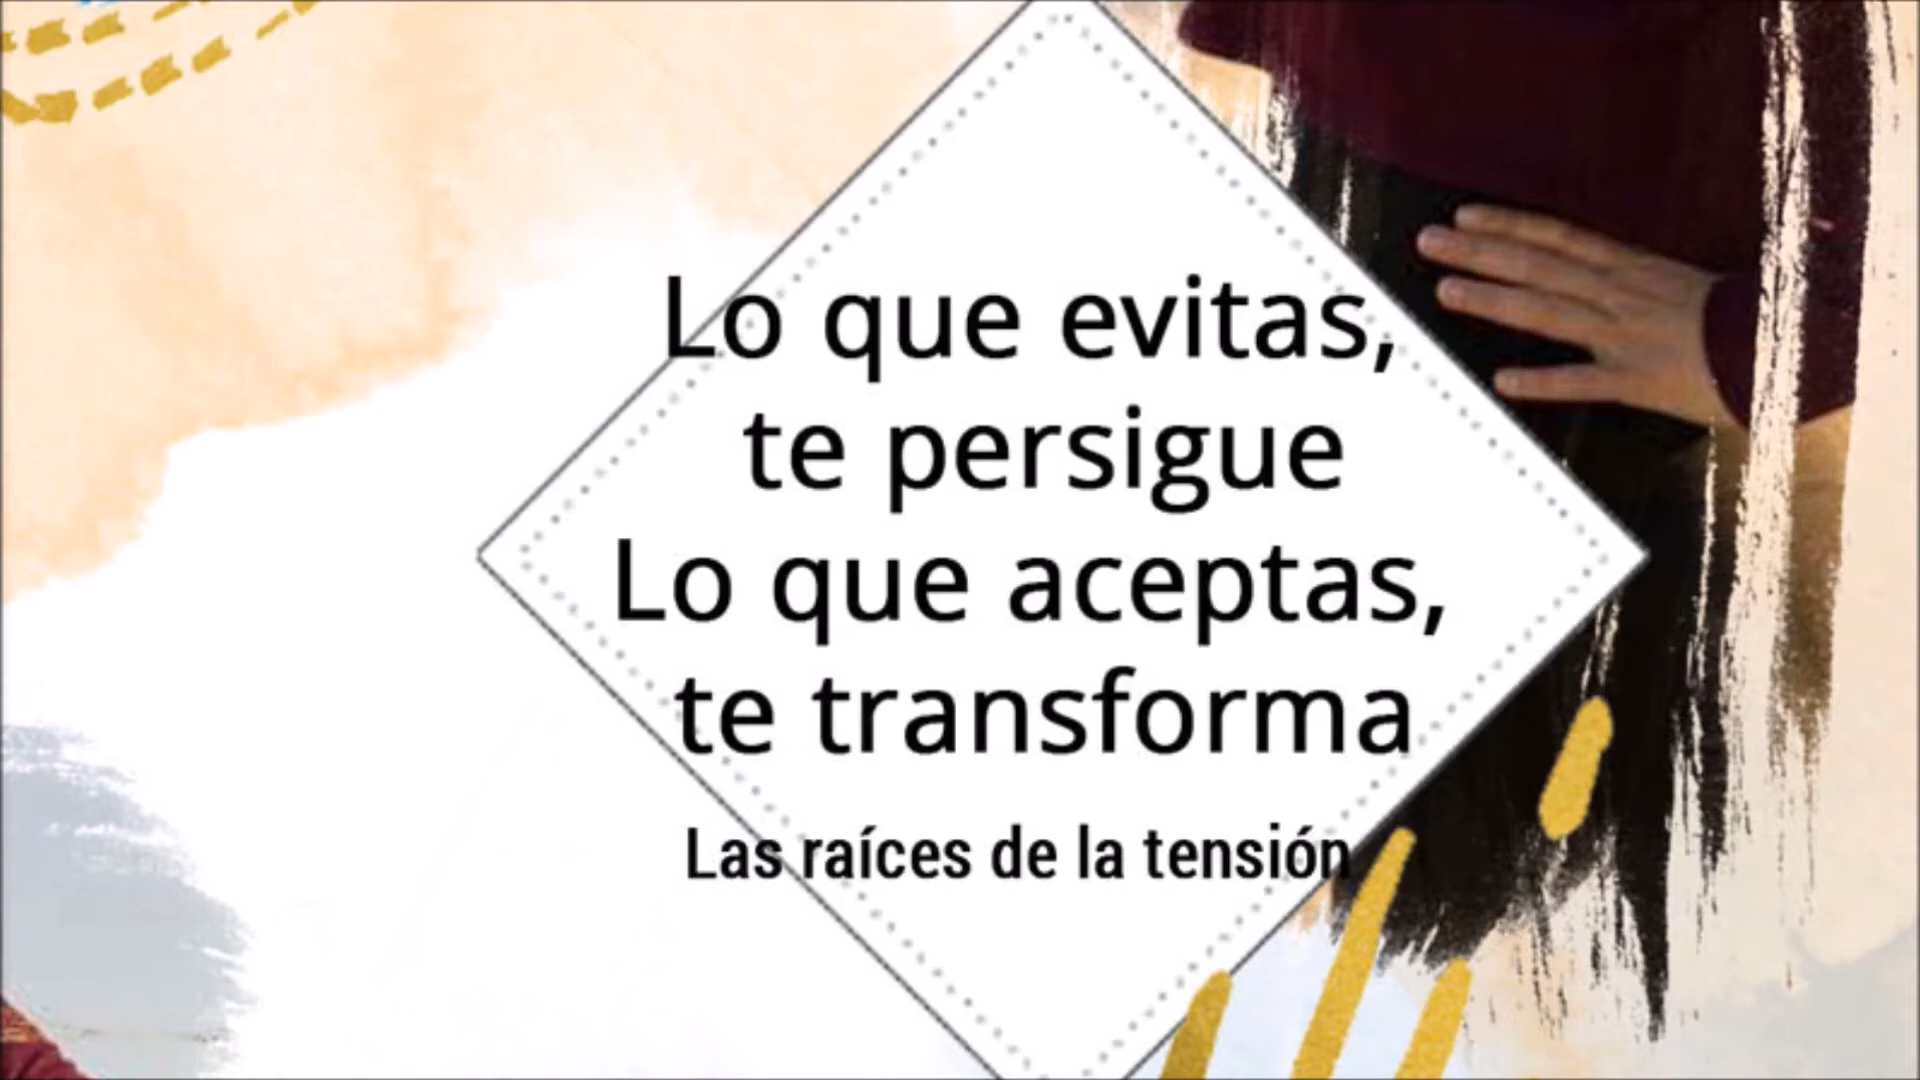 Lo que evitas,
te persigue
Lo que aceptas,
te transforma
Las raíces de la tensión